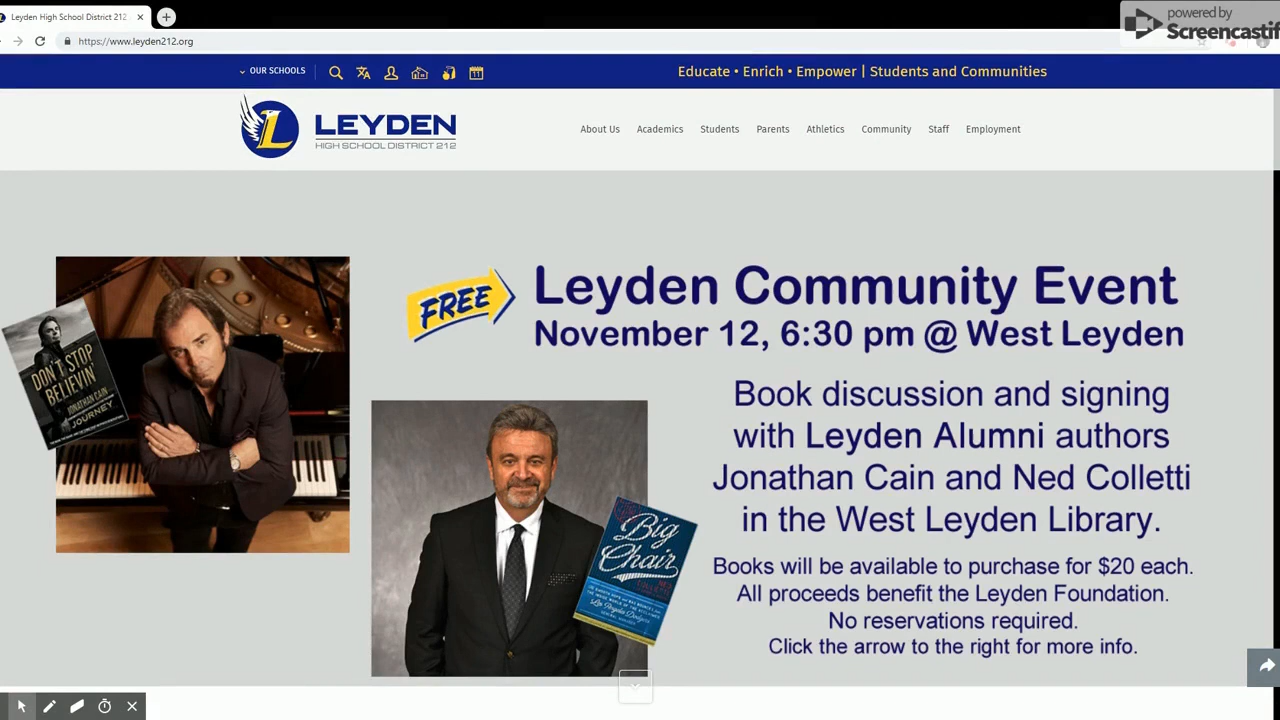 Leyden High School District 212
powered by
Screencastif
https://www.leyden212.org
OUR SCHOOLS
Educate • Enrich • Empower | Students and Communities
LEYDEN
HIGH SCHOOL DISTRICT 212
About Us
Academics
Students
Parents
Athletics
Community
Staff
Employment
FREE
Leyden Community Event
November 12, 6:30 pm @ West Leyden
DON'T STOP
BELIEVIN'
JONATHAN CAIN
JOURNEY
Book discussion and signing
with Leyden Alumni authors
Jonathan Cain and Ned Colletti
in the West Leyden Library.
The
Big
Chair
Los Angeles Dodgers
Books will be available to purchase for $20 each.
All proceeds benefit the Leyden Foundation.
No reservations required.
Click the arrow to the right for more info.